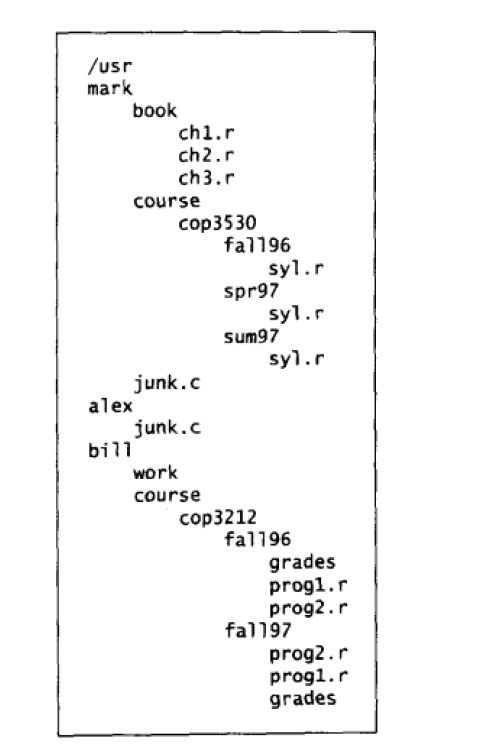 /usr
mark
book
ch1.r
ch2.r
ch3.r
course
cop3530
fall96
syl.r
spr97
syl.r
sum97
syl.r
junk.c
alex
junk.c
bill
work
course
cop3212
fall96
grades
prog1.r
prog2.r
fall97
prog2.r
prog1.r
grades